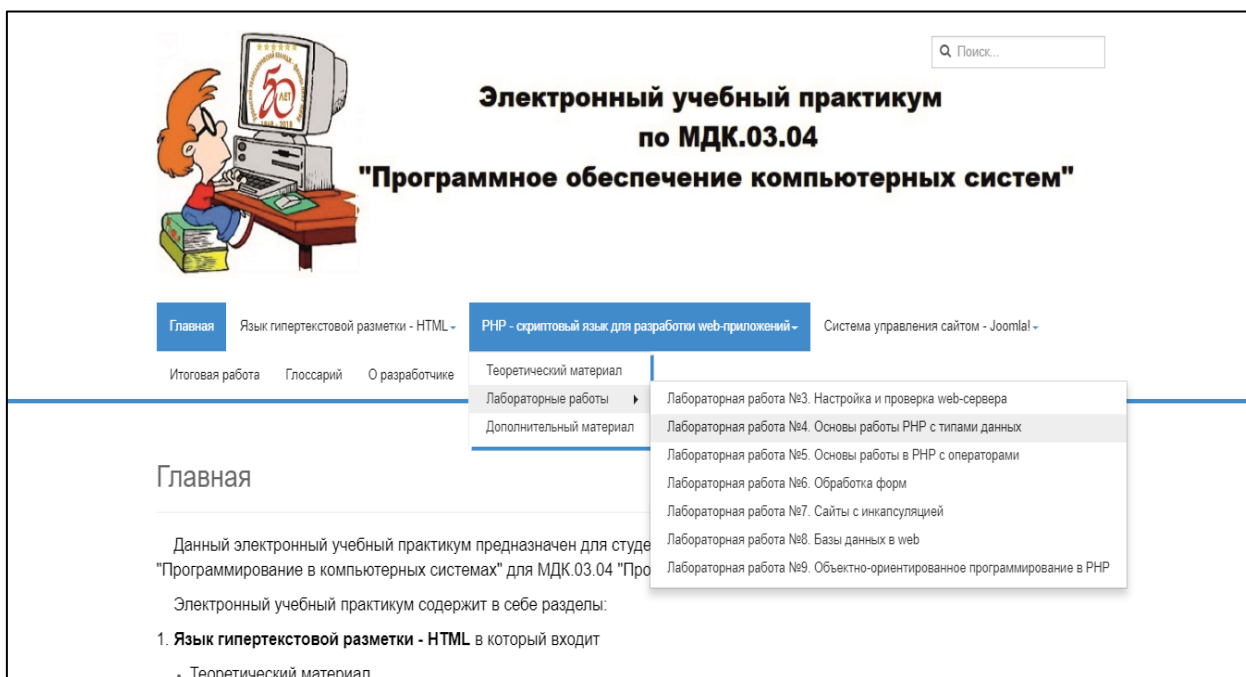 50
ЛЕТ
Поиск...
Электронный учебный практикум
по МДК.03.04
"Программное обеспечение компьютерных систем"
Главная
Язык гипертекстовой разметки - HTML
PHP - скриптовый язык для разработки web-приложений
Система управления сайтом - Joomla!
Итоговая работа
Глоссарий
О разработчике
Теоретический материал
Лабораторные работы
Дополнительный материал
Лабораторная работа №3. Настройка и проверка web-сервера
Лабораторная работа №4. Основы работы PHP с типами данных
Лабораторная работа №5. Основы работы в PHP с операторами
Лабораторная работа №6. Обработка форм
Лабораторная работа №7. Сайты с инкапсуляцией
Лабораторная работа №8. Базы данных в web
Лабораторная работа №9. Объектно-ориентированное программирование в PHP
Главная
Данный электронный учебный практикум предназначен для студе
"Программирование в компьютерных системах" для МДК.03.04 "Про
Электронный учебный практикум содержит в себе разделы:
1. Язык гипертекстовой разметки - HTML в который входит
Теоретический материал